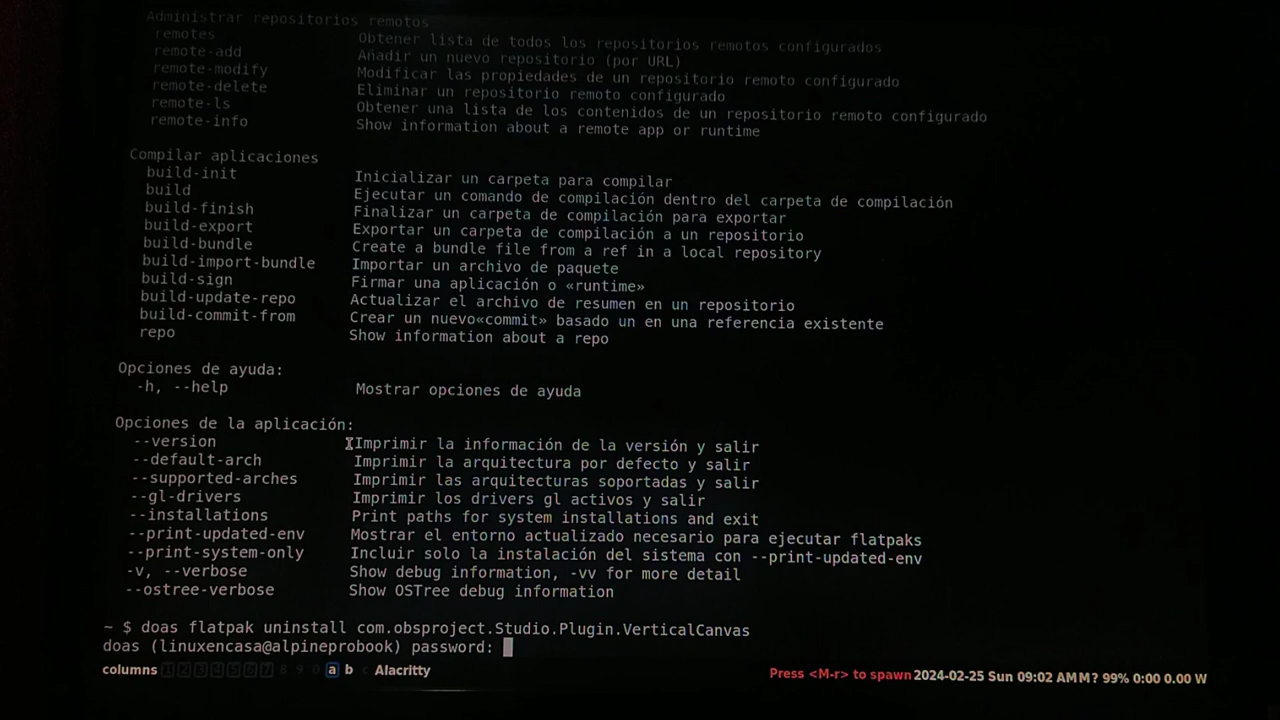 Administrar repositorios remotos
remotes Obtener lista de todos los repositorios remotos configurados
remote-add Añadir un nuevo repositorio (por URL)
remote-modify Modificar las propiedades de un repositorio remoto configurado
remote-delete Eliminar un repositorio remoto configurado
remote-ls Obtener una lista de los contenidos de un repositorio remoto configurado
remote-info Show information about a remote app or runtime
Compilar aplicaciones
build-init Inicializar un carpeta para compilar
build Ejecutar un comando de compilación dentro del carpeta de compilación
build-finish Finalizar un carpeta de compilación para exportar
build-export Exportar un carpeta de compilación a un repositorio
build-bundle Create a bundle file from a ref in a local repository
build-import-bundle Importar un archivo de paquete
build-sign Firmar una aplicación o «runtime»
build-update-repo Actualizar el archivo de resumen en un repositorio
build-commit-from Crear un nuevo«commit» basado un en una referencia existente
repo Show information about a repo
Opciones de ayuda:
-h, --help Mostrar opciones de ayuda
Opciones de la aplicación:
--version Imprimir la información de la versión y salir
--default-arch Imprimir la arquitectura por defecto y salir
--supported-arches Imprimir las arquitecturas soportadas y salir
--gl-drivers Imprimir los drivers gl activos y salir
--installations Print paths for system installations and exit
--print-updated-env Mostrar el entorno actualizado necesario para ejecutar flatpaks
--print-system-only Incluir solo la instalación del sistema con --print-updated-env
-v, --verbose Show debug information, -vv for more detail
--ostree-verbose Show OSTree debug information
~ $ doas flatpak uninstall com.obsproject.Studio.Plugin.VerticalCanvas
doas (linuxencasa@alpineprobook) password:
columns 1 2 3 4 5 6 7 8 9 0 a b c Alacritty Press <M-r> to spawn 2024-02-25 Sun 09:02 AMM? 99% 0:00 0.00 W